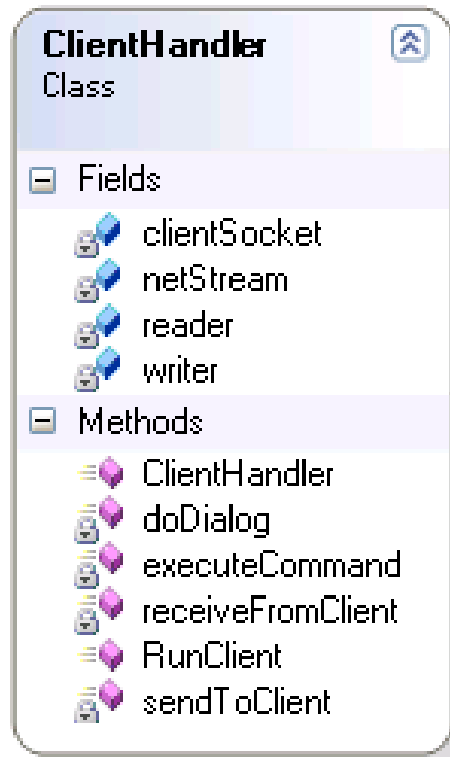 ClientHandler
Class
Fields
clientSocket
netStream
reader
writer
Methods
ClientHandler
doDialog
executeCommand
receiveFromClient
RunClient
sendToClient